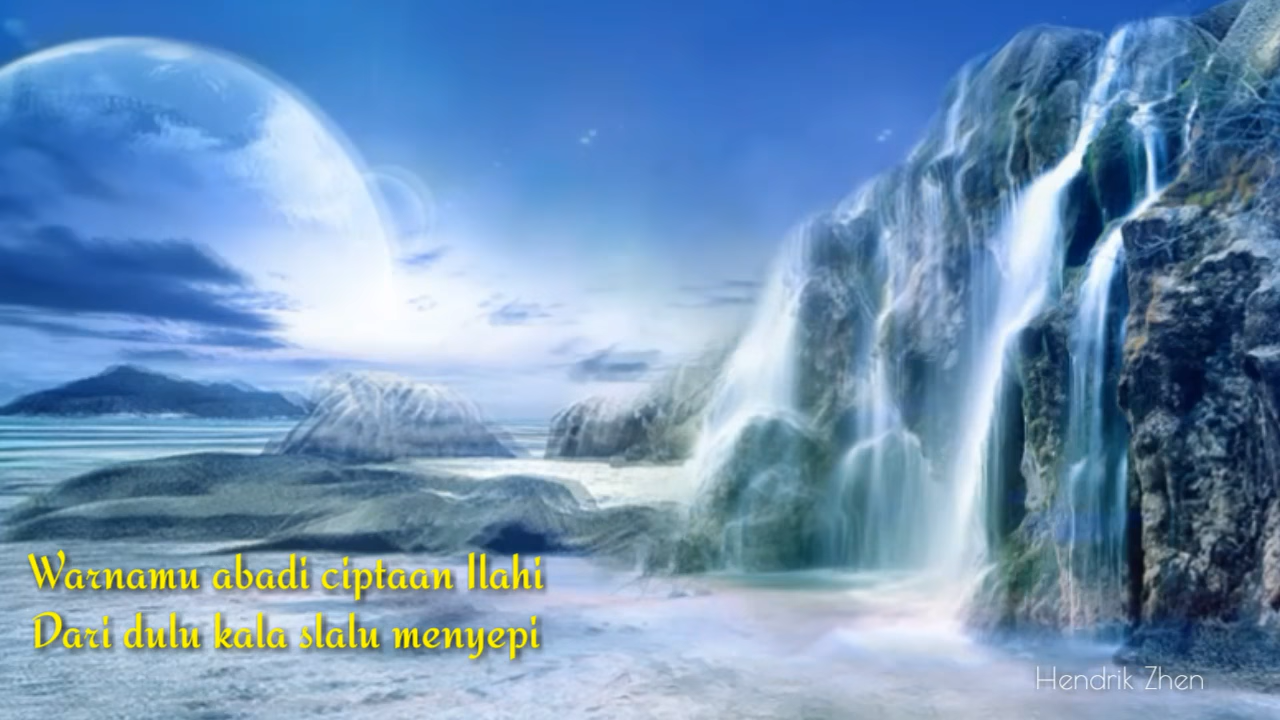 Warnamu abadi ciptaan Ilahi
Dari dulu kala slalu menyepi
Hendrik Zhen